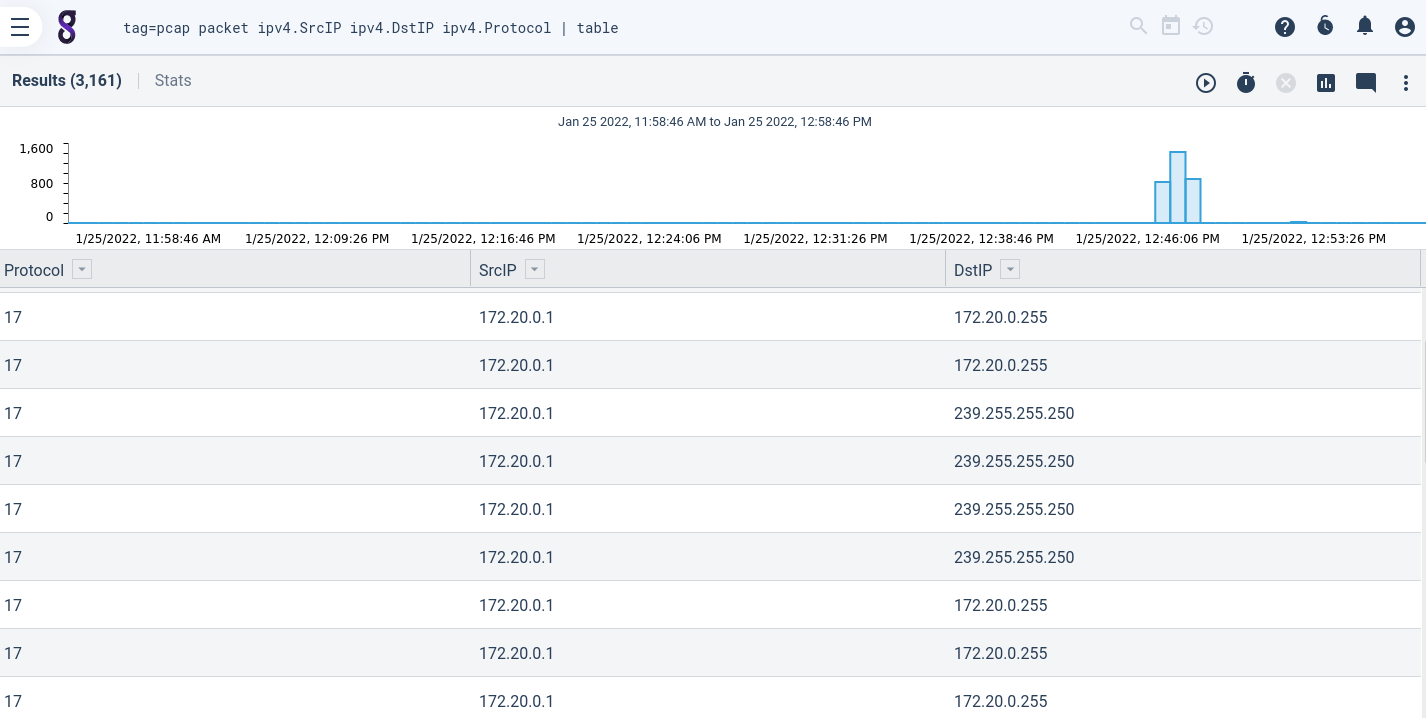 tag=pcap packet ipv4.SrcIP ipv4.DstIP ipv4.Protocol | table
Results (3,161) Stats
Jan 25 2022, 11:58:46 AM to Jan 25 2022, 12:58:46 PM
1,600
800
0
1/25/2022, 11:58:46 AM 1/25/2022, 12:09:26 PM 1/25/2022, 12:16:46 PM 1/25/2022, 12:24:06 PM 1/25/2022, 12:31:26 PM 1/25/2022, 12:38:46 PM 1/25/2022, 12:46:06 PM 1/25/2022, 12:53:26 PM
Protocol SrcIP DstIP
17 172.20.0.1 172.20.0.255
17 172.20.0.1 172.20.0.255
17 172.20.0.1 239.255.255.250
17 172.20.0.1 239.255.255.250
17 172.20.0.1 239.255.255.250
17 172.20.0.1 239.255.255.250
17 172.20.0.1 172.20.0.255
17 172.20.0.1 172.20.0.255
17 172.20.0.1 172.20.0.255